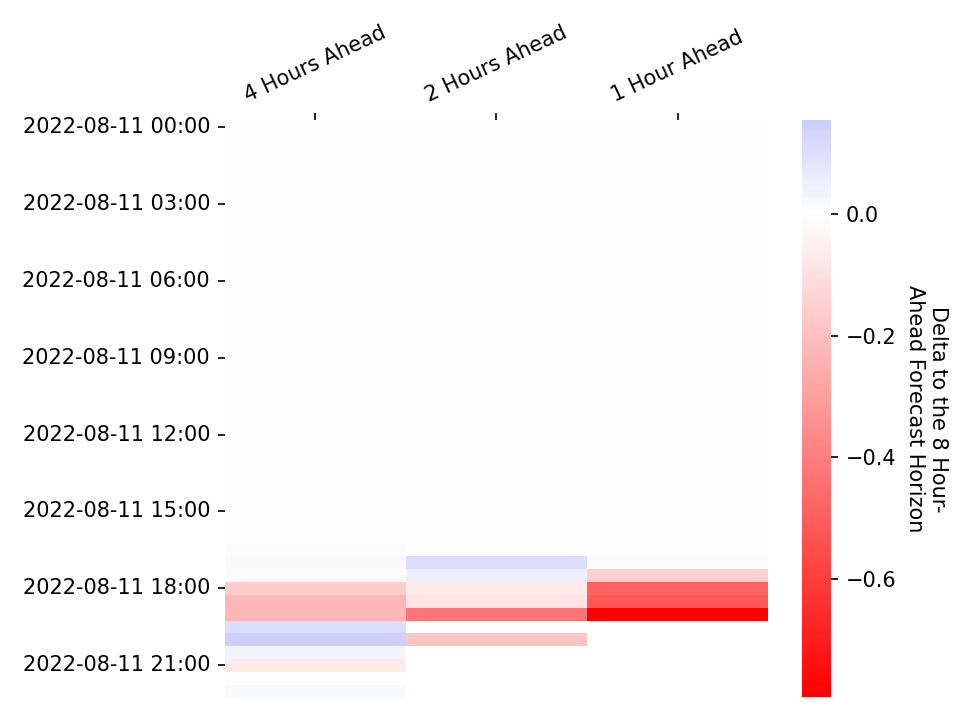 4 Hours Ahead
2 Hours Ahead
1 Hour Ahead
2022-08-11 00:00
2022-08-11 03:00
2022-08-11 06:00
2022-08-11 09:00
2022-08-11 12:00
2022-08-11 15:00
2022-08-11 18:00
2022-08-11 21:00
0.0
−0.2
−0.4
−0.6
Delta to the 8 Hour-
Ahead Forecast Horizon